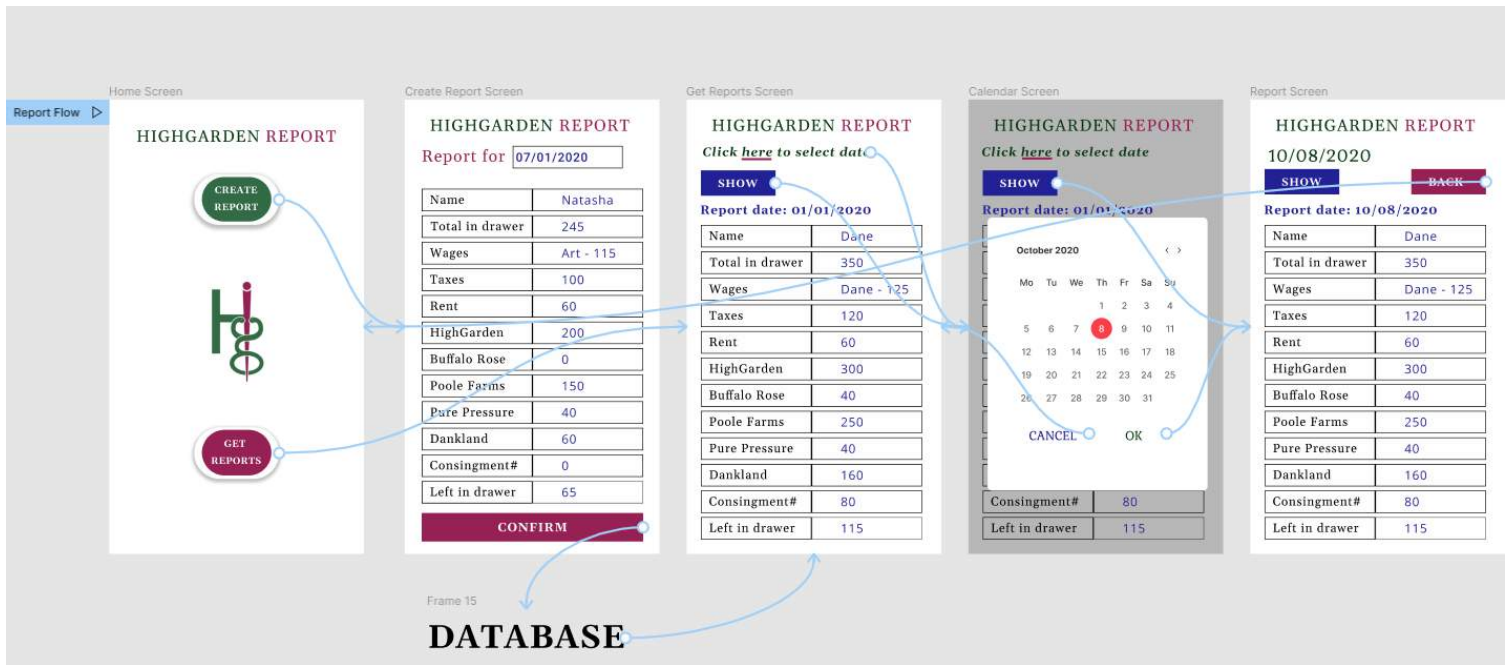 Report Flow
Home Screen
HIGHGARDEN REPORT
CREATE
REPORT
GET
REPORTS
Create Report Screen
HIGHGARDEN REPORT
Report for 07/01/2020
Name Natasha
Total in drawer 245
Wages Art - 115
Taxes 100
Rent 60
HighGarden 200
Buffalo Rose 0
Poole Farms 150
Pure Pressure 40
Dankland 60
Consingment# 0
Left in drawer 65
CONFIRM
Frame 15
DATABASE
Get Reports Screen
HIGHGARDEN REPORT
Click here to select date
SHOW
Report date: 01/01/2020
Name Dane
Total in drawer 350
Wages Dane - 125
Taxes 120
Rent 60
HighGarden 300
Buffalo Rose 40
Poole Farms 250
Pure Pressure 40
Dankland 160
Consingment# 80
Left in drawer 115
Calendar Screen
HIGHGARDEN REPORT
Click here to select date
SHOW
Report date: 01/01/2020
October 2020
Mo Tu We Th Fr Sa Su
1 2 3 4
5 6 7 8 9 10 11
12 13 14 15 16 17 18
19 20 21 22 23 24 25
26 27 28 29 30 31
CANCEL OK
Consingment# 80
Left in drawer 115
Report Screen
HIGHGARDEN REPORT
10/08/2020
SHOW BACK
Report date: 10/08/2020
Name Dane
Total in drawer 350
Wages Dane - 125
Taxes 120
Rent 60
HighGarden 300
Buffalo Rose 40
Poole Farms 250
Pure Pressure 40
Dankland 160
Consingment# 80
Left in drawer 115